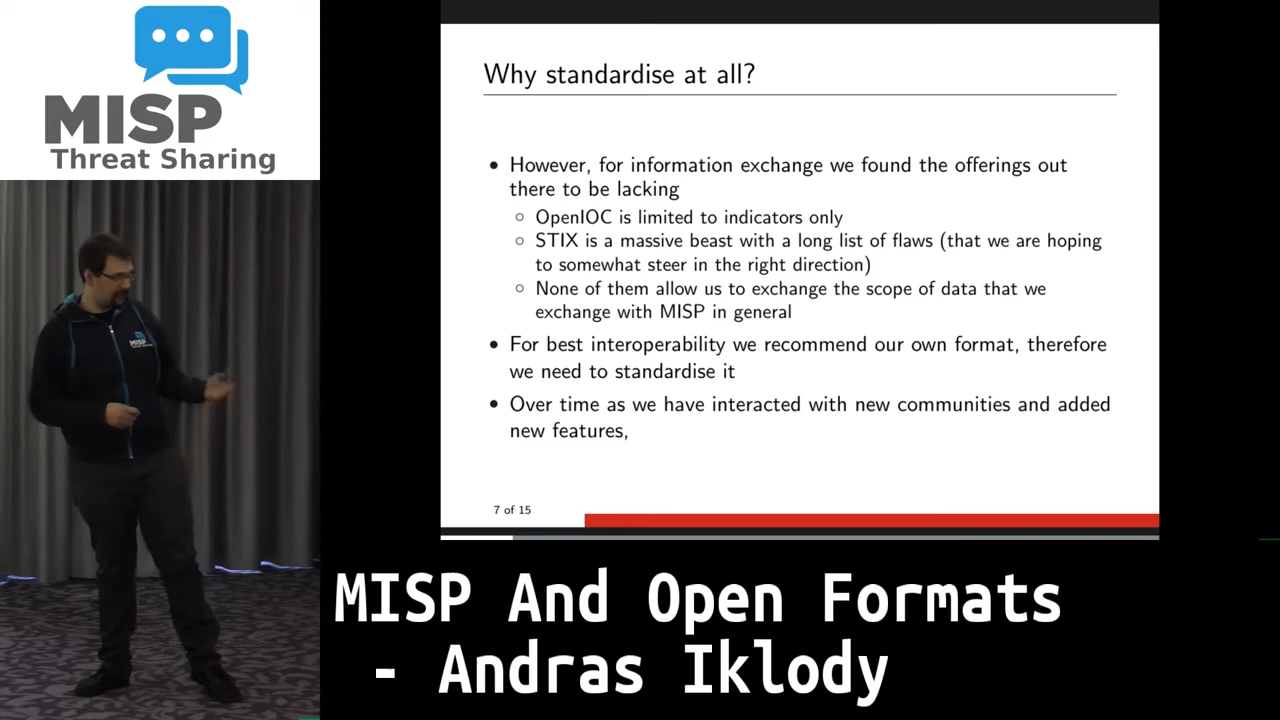 MISP
Threat Sharing
Why standardise at all?
• However, for information exchange we found the offerings out
there to be lacking
○ OpenIOC is limited to indicators only
○ STIX is a massive beast with a long list of flaws (that we are hoping
to somewhat steer in the right direction)
○ None of them allow us to exchange the scope of data that we
exchange with MISP in general
• For best interoperability we recommend our own format, therefore
we need to standardise it
• Over time as we have interacted with new communities and added
new features,
7 of 15
MISP
Threat Sharing
MISP And Open Formats
- Andras Iklody